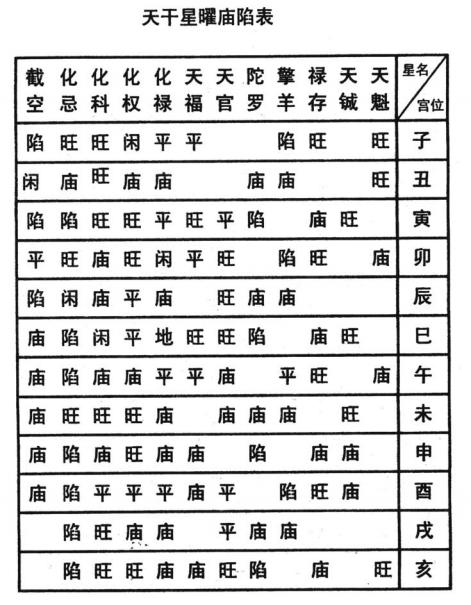 天干星曜庙陷表
截空 化忌 化科 化权 化禄 天福 天官 陀罗 擎羊 禄存 天钺 天魁 星名/宫位
陷 旺 旺 闲 平 平 陷 旺 旺 子
闲 庙 旺 庙 庙 庙 庙 旺 丑
陷 陷 旺 旺 平 旺 平 陷 庙 旺 寅
平 旺 庙 旺 闲 平 旺 陷 旺 庙 卯
陷 闲 庙 平 庙 旺 庙 庙 辰
庙 陷 闲 平 地 旺 旺 陷 庙 旺 巳
庙 陷 庙 庙 平 平 庙 平 旺 庙 午
庙 旺 旺 旺 庙 庙 庙 庙 旺 未
庙 陷 庙 旺 庙 庙 陷 庙 庙 申
庙 陷 平 平 平 庙 平 陷 旺 庙 酉
陷 旺 庙 庙 平 庙 庙 戌
陷 旺 旺 庙 庙 旺 陷 庙 旺 亥